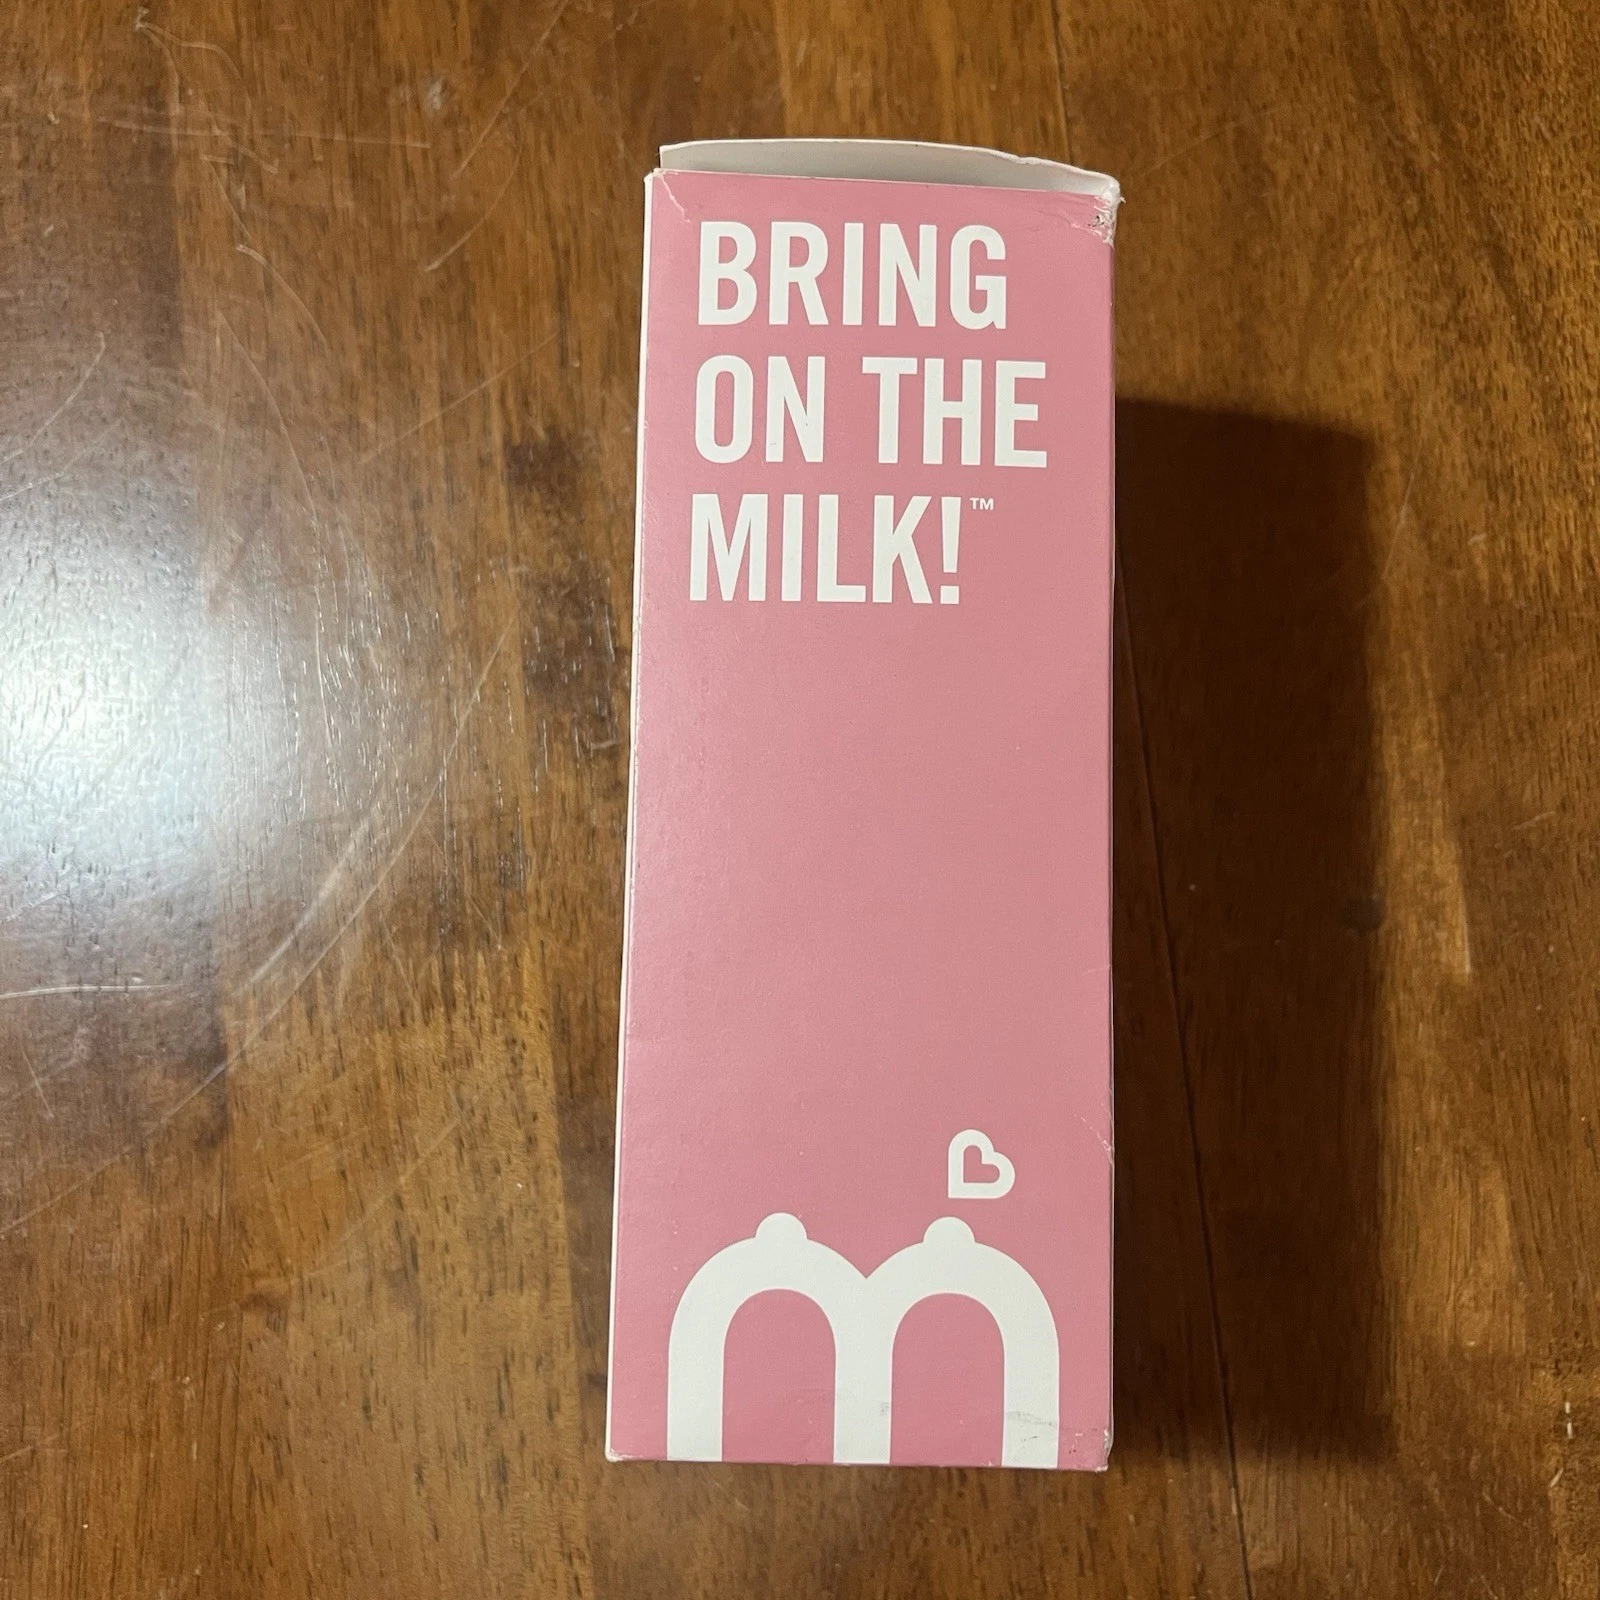 BRING
ON THE
MILK!™
m